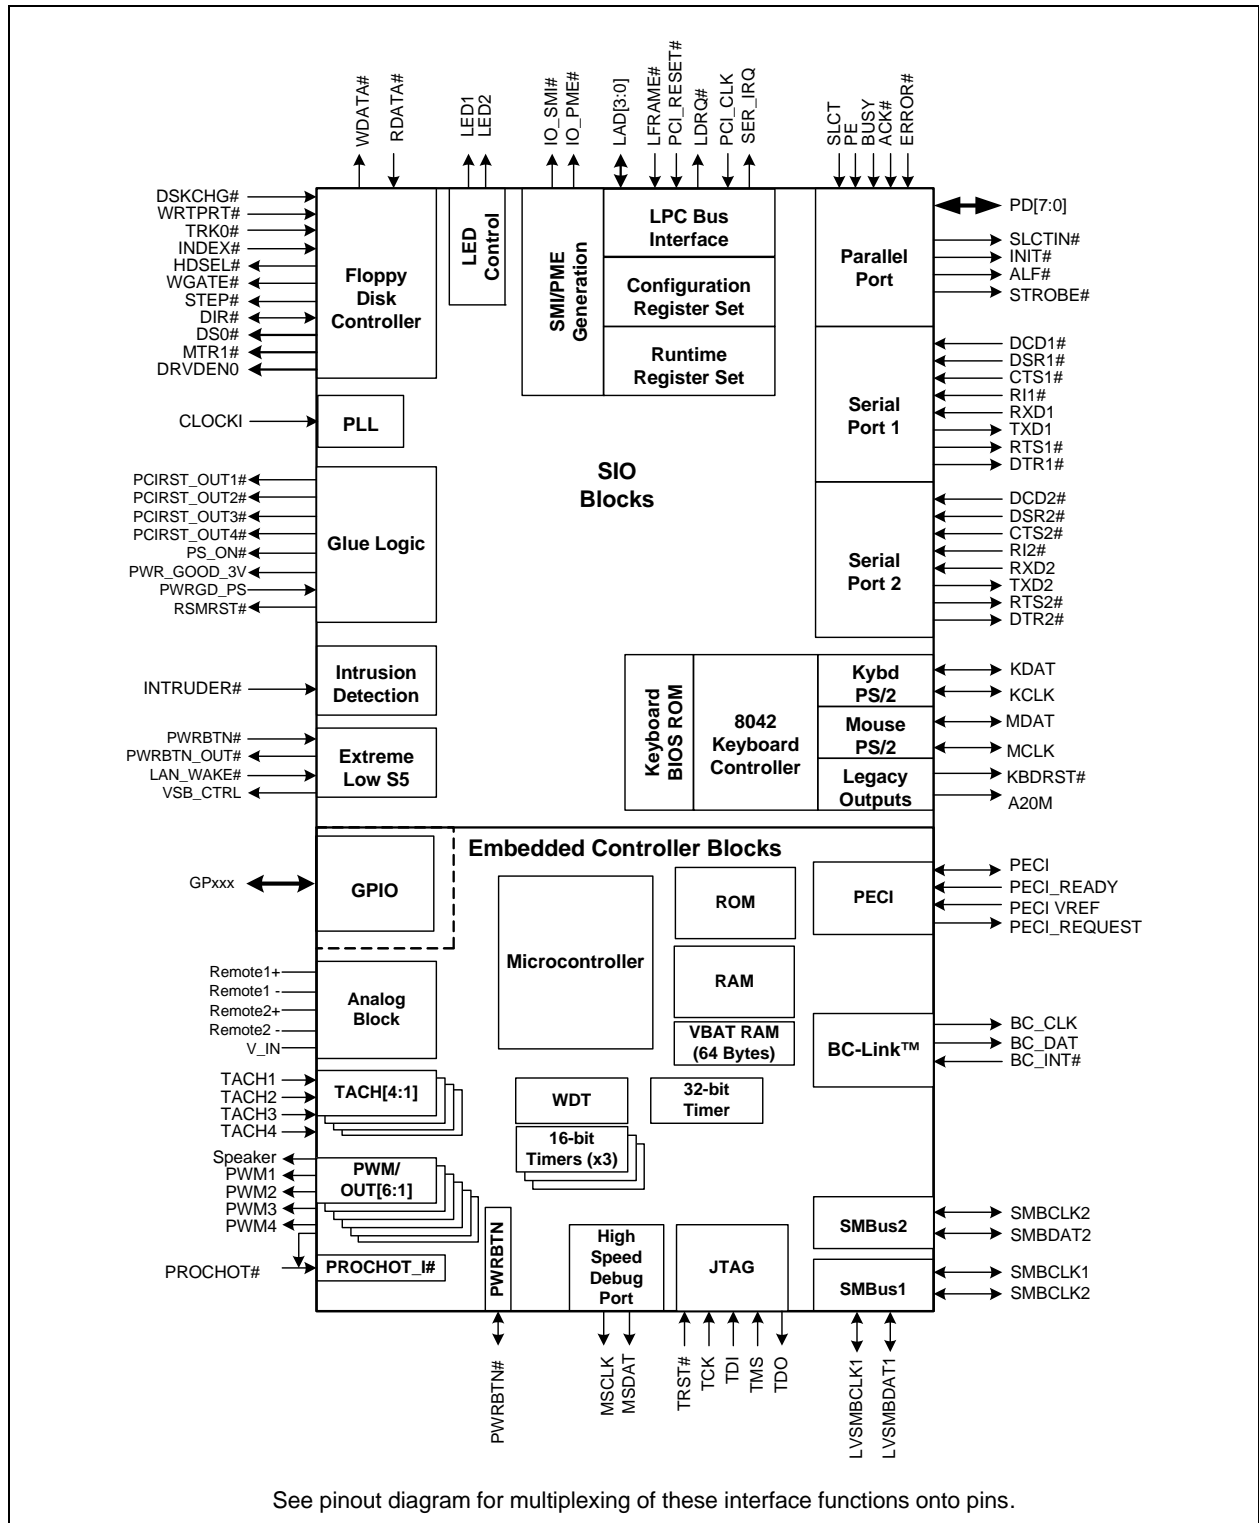 WDATA#
RDATA#
LED1
LED2
IO_SMI#
IO_PME#
LAD[3:0]
LFRAME#
PCI_RESET#
LDRQ#
PCI_CLK
SER_IRQ
SLCT
PE
BUSY
ACK#
ERROR#
DSKCHG#
WRTPRT#
TRK0#
INDEX#
HDSEL#
WGATE#
STEP#
DIR#
DS0#
MTR1#
DRVDEN0
Floppy
Disk
Controller
LED
Control
SMI/PME
Generation
LPC Bus
Interface
Configuration
Register Set
Runtime
Register Set
Parallel
Port
PD[7:0]
SLCTIN#
INIT#
ALF#
STROBE#
CLOCKI
PLL
SIO
Blocks
Serial
Port 1
DCD1#
DSR1#
CTS1#
RI1#
RXD1
TXD1
RTS1#
DTR1#
PCIRST_OUT1#
PCIRST_OUT2#
PCIRST_OUT3#
PCIRST_OUT4#
PS_ON#
PWR_GOOD_3V
PWRGD_PS
RSMRST#
Glue Logic
Serial
Port 2
DCD2#
DSR2#
CTS2#
RI2#
RXD2
TXD2
RTS2#
DTR2#
INTRUDER#
Intrusion
Detection
PWRBTN#
PWRBTN_OUT#
LAN_WAKE#
VSB_CTRL
Extreme
Low S5
Keyboard
BIOS ROM
8042
Keyboard
Controller
Kybd
PS/2
Mouse
PS/2
Legacy
Outputs
KDAT
KCLK
MDAT
MCLK
KBDRST#
A20M
Embedded Controller Blocks
GPxxx
GPIO
Microcontroller
ROM
RAM
VBAT RAM
(64 Bytes)
PECI
PECI
PECI_READY
PECI VREF
PECI_REQUEST
Remote1+
Remote1 -
Remote2+
Remote2 -
V_IN
Analog
Block
BC-Link™
BC_CLK
BC_DAT
BC_INT#
TACH1
TACH2
TACH3
TACH4
TACH[4:1]
WDT
32-bit
Timer
16-bit
Timers (x3)
Speaker
PWM1
PWM2
PWM3
PWM4
PWM/
OUT[6:1]
PROCHOT#
PROCHOT_I#
PWRBTN
High
Speed
Debug
Port
JTAG
SMBus2
SMBCLK2
SMBDAT2
SMBus1
SMBCLK1
SMBCLK2
PWRBTN#
MSCLK
MSDAT
TRST#
TCK
TDI
TMS
TDO
LVSMBCLK1
LVSMBDAT1
See pinout diagram for multiplexing of these interface functions onto pins.